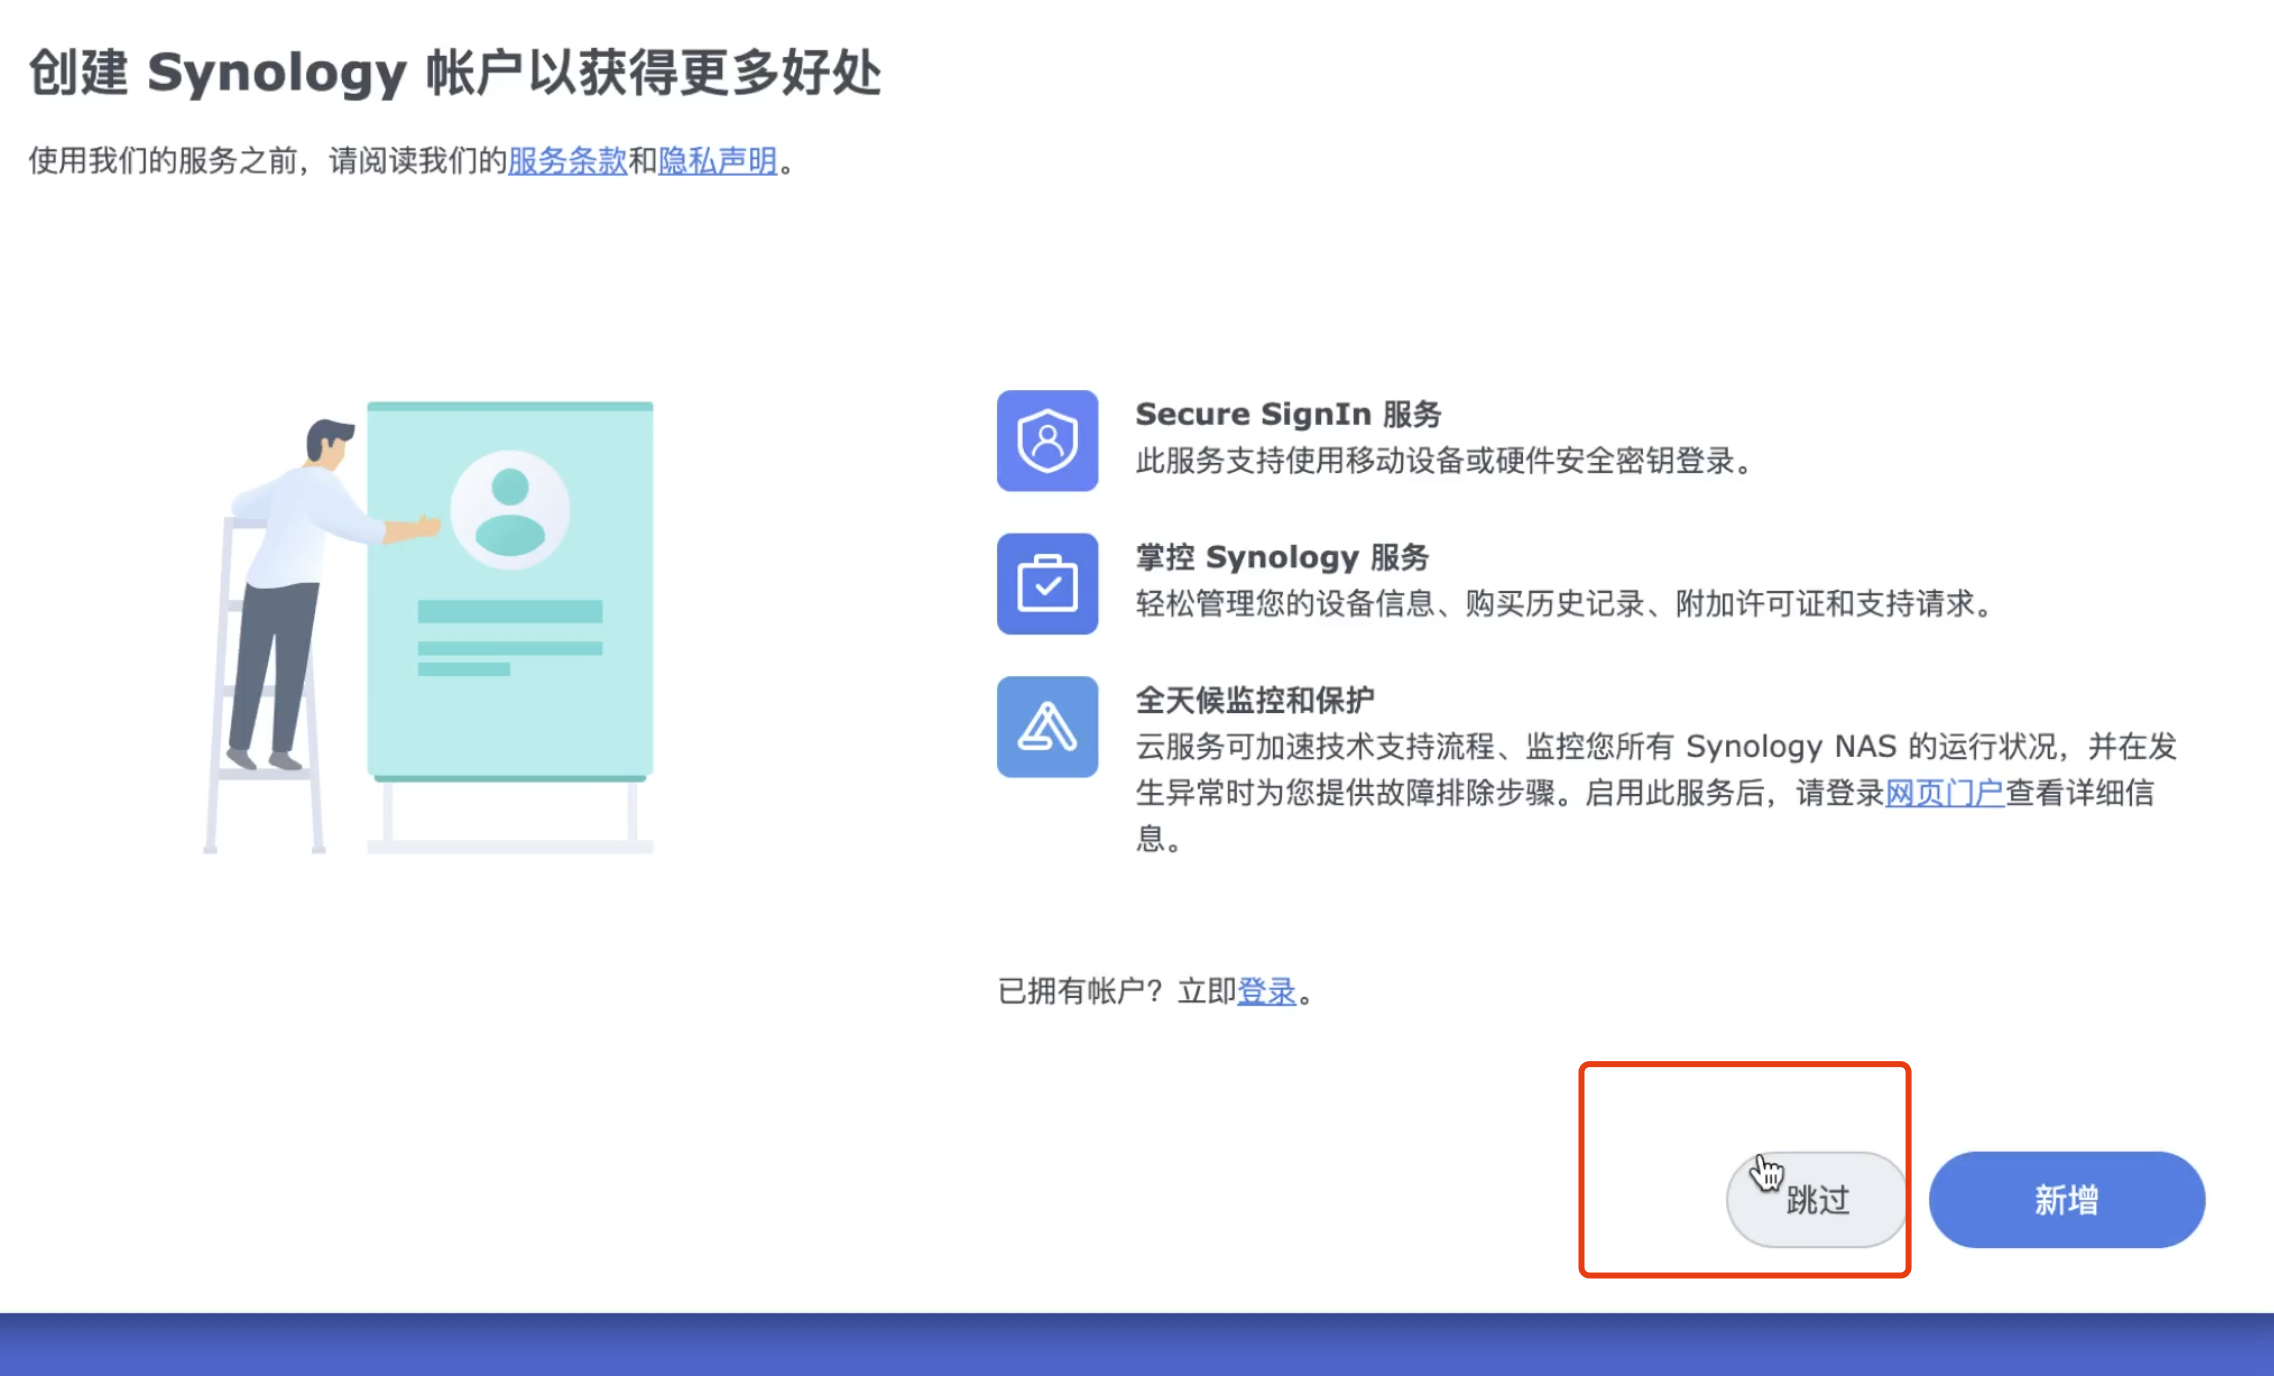 创建 Synology 帐户以获得更多好处
使用我们的服务之前，请阅读我们的服务条款和隐私声明。
Secure SignIn 服务
此服务支持使用移动设备或硬件安全密钥登录。
掌控 Synology 服务
轻松管理您的设备信息、购买历史记录、附加许可证和支持请求。
全天候监控和保护
云服务可加速技术支持流程、监控您所有 Synology NAS 的运行状况，并在发
生异常时为您提供故障排除步骤。启用此服务后，请登录网页门户查看详细信
息。
已拥有帐户？立即登录。
跳过
新增